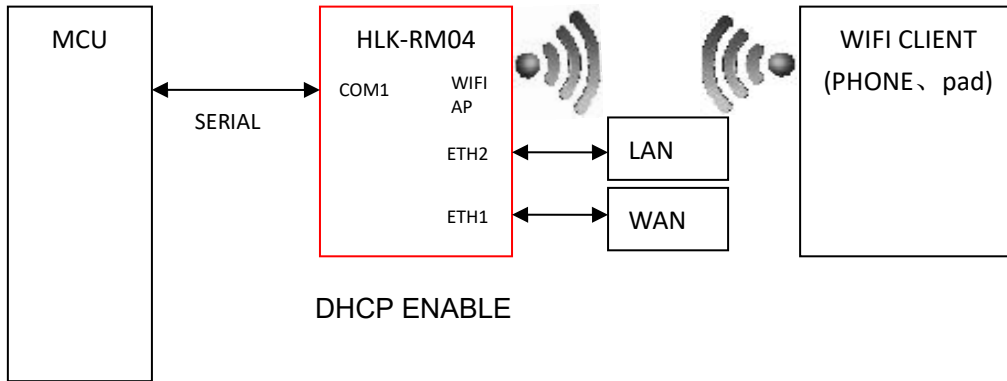 MCU
SERIAL
HLK-RM04
COM1
WIFI
AP
ETH2
ETH1
LAN
WAN
WIFI CLIENT
(PHONE、pad)
DHCP ENABLE